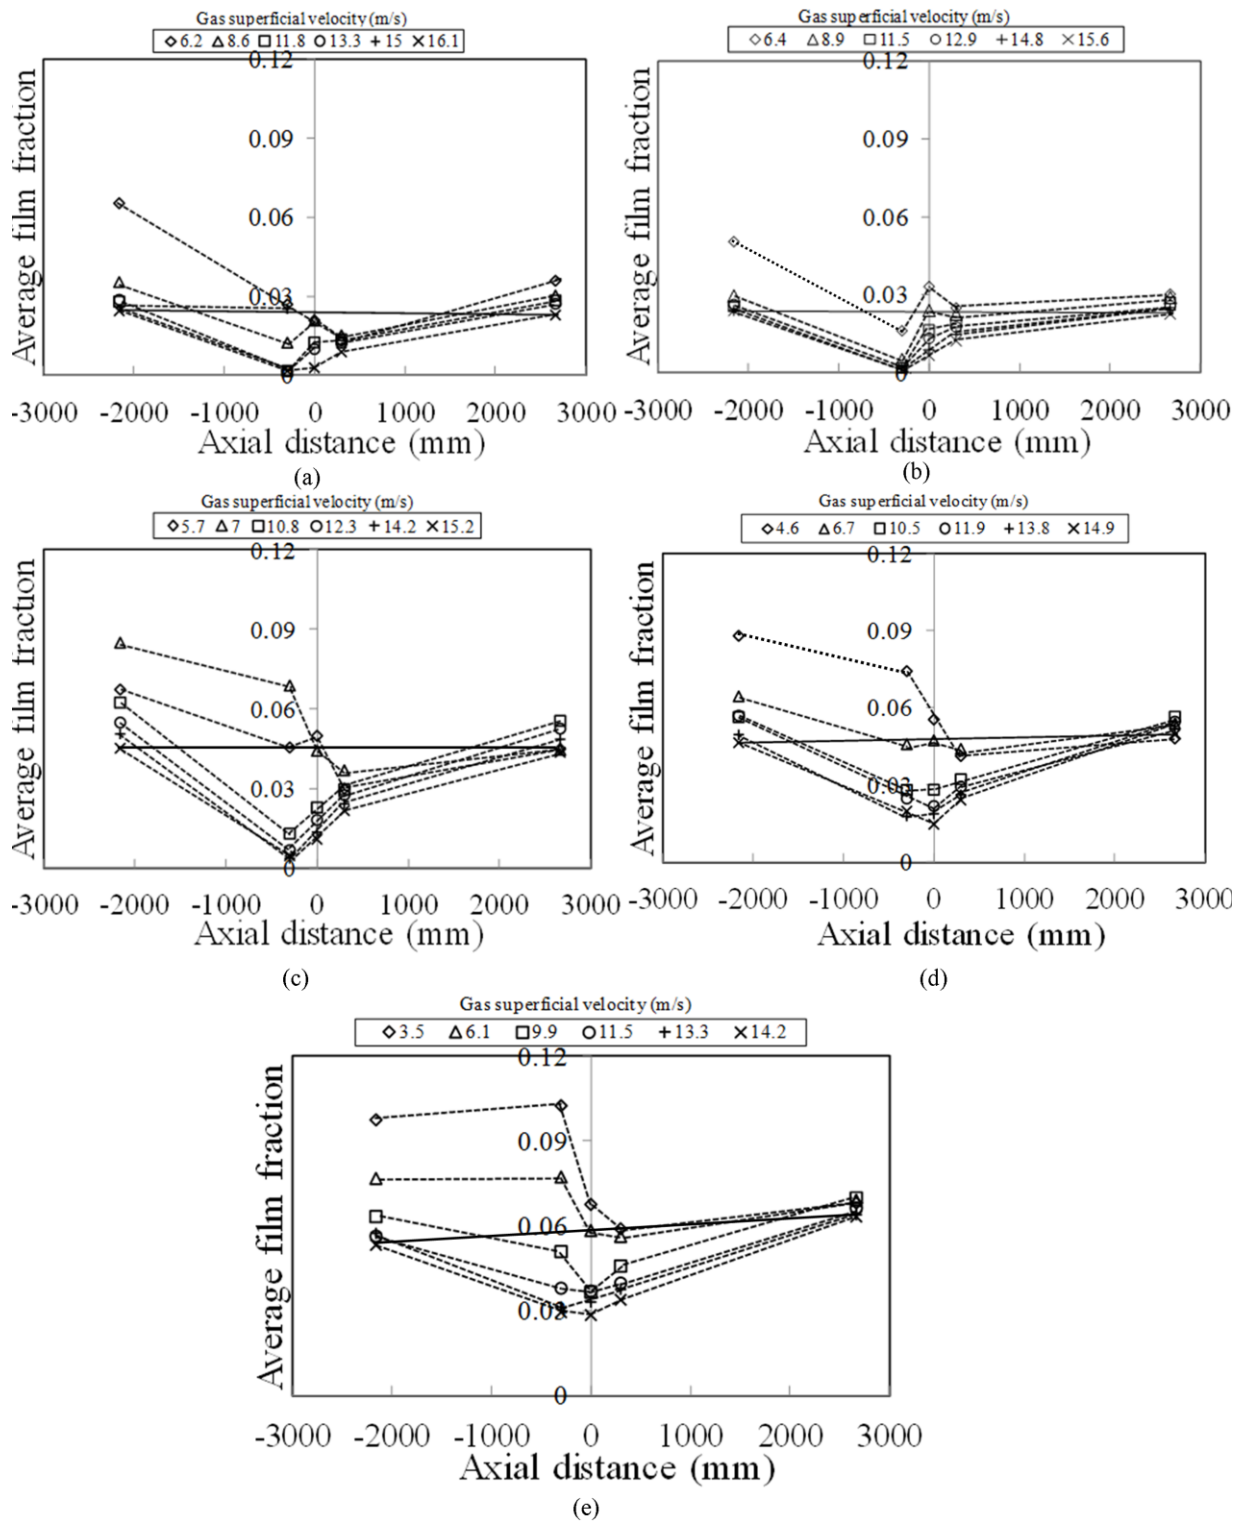 Gas superficial velocity (m/s)
6.2 8.6 11.8 13.3 15 16.1
Average film fraction
0.12
0.09
0.06
0.03
0
-3000 -2000 -1000 0 1000 2000 3000
Axial distance (mm)
(a)
Gas superficial velocity (m/s)
6.4 8.9 11.5 12.9 14.8 15.6
Average film fraction
0.12
0.09
0.06
0.03
0
-3000 -2000 -1000 0 1000 2000 3000
Axial distance (mm)
(b)
Gas superficial velocity (m/s)
5.7 7 10.8 12.3 14.2 15.2
Average film fraction
0.12
0.09
0.06
0.03
0
-3000 -2000 -1000 0 1000 2000 3000
Axial distance (mm)
(c)
Gas superficial velocity (m/s)
4.6 6.7 10.5 11.9 13.8 14.9
Average film fraction
0.12
0.09
0.06
0.03
0
-3000 -2000 -1000 0 1000 2000 3000
Axial distance (mm)
(d)
Gas superficial velocity (m/s)
3.5 6.1 9.9 11.5 13.3 14.2
Average film fraction
0.12
0.09
0.06
0.03
0
-3000 -2000 -1000 0 1000 2000 3000
Axial distance (mm)
(e)